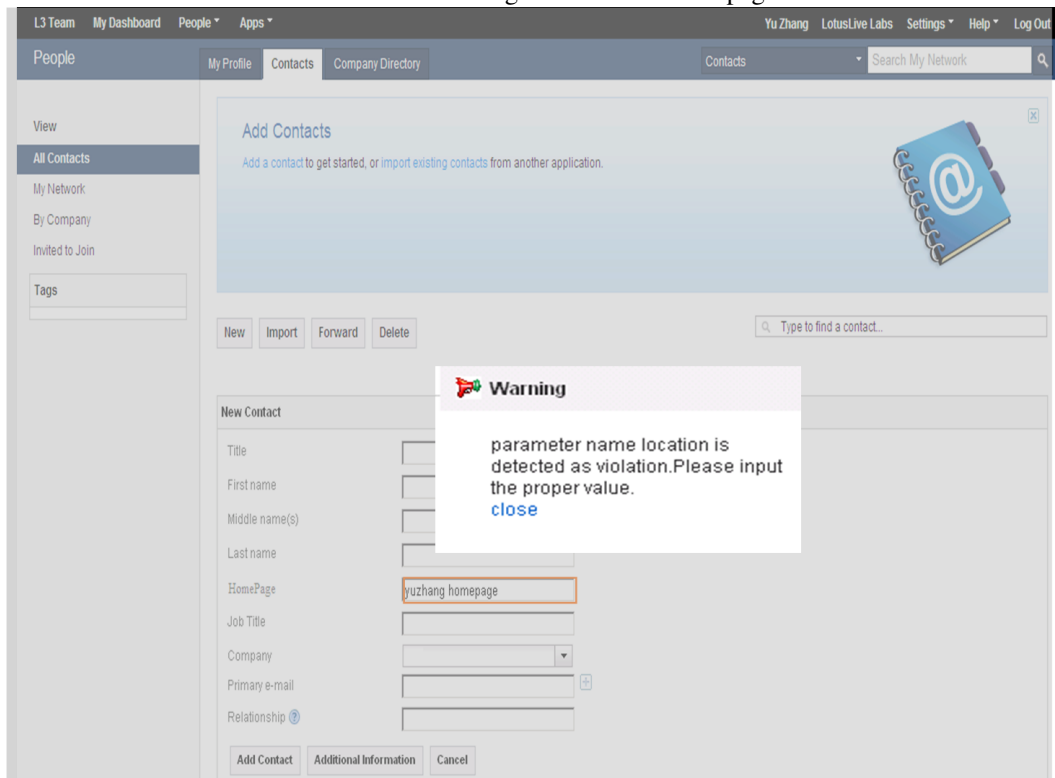 L3 Team My Dashboard People Apps Yu Zhang LotusLive Labs Settings Help Log Out
People My Profile Contacts Company Directory Contacts Search My Network
View
All Contacts
My Network
By Company
Invited to Join
Tags
Add Contacts
Add a contact to get started, or import existing contacts from another application.
@
New Import Forward Delete Type to find a contact...
Warning
parameter name location is
detected as violation.Please input
the proper value.
close
New Contact
Title
First name
Middle name(s)
Last name
HomePage yuzhang homepage
Job Title
Company
Primary e-mail
Relationship ?
Add Contact Additional Information Cancel